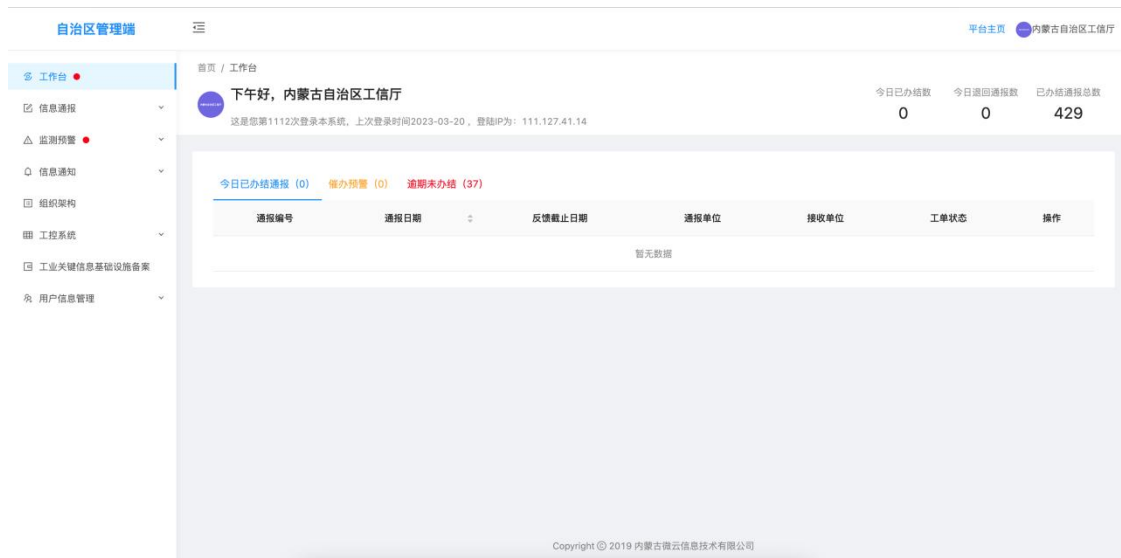 自治区管理端
平台主页 内蒙古自治区工信厅
工作台
信息通报
监测预警
信息通知
组织架构
工控系统
工业关键信息基础设施备案
用户信息管理
首页 / 工作台
下午好，内蒙古自治区工信厅
这是您第1112次登录本系统，上次登录时间2023-03-20 ，登陆IP为：111.127.41.14
今日已办结数 今日退回通报数 已办结通报总数
0 0 429
今日已办结通报（0） 催办预警（0） 逾期未办结（37）
通报编号 通报日期 反馈截止日期 通报单位 接收单位 工单状态 操作
暂无数据
Copyright © 2019 内蒙古微云信息技术有限公司